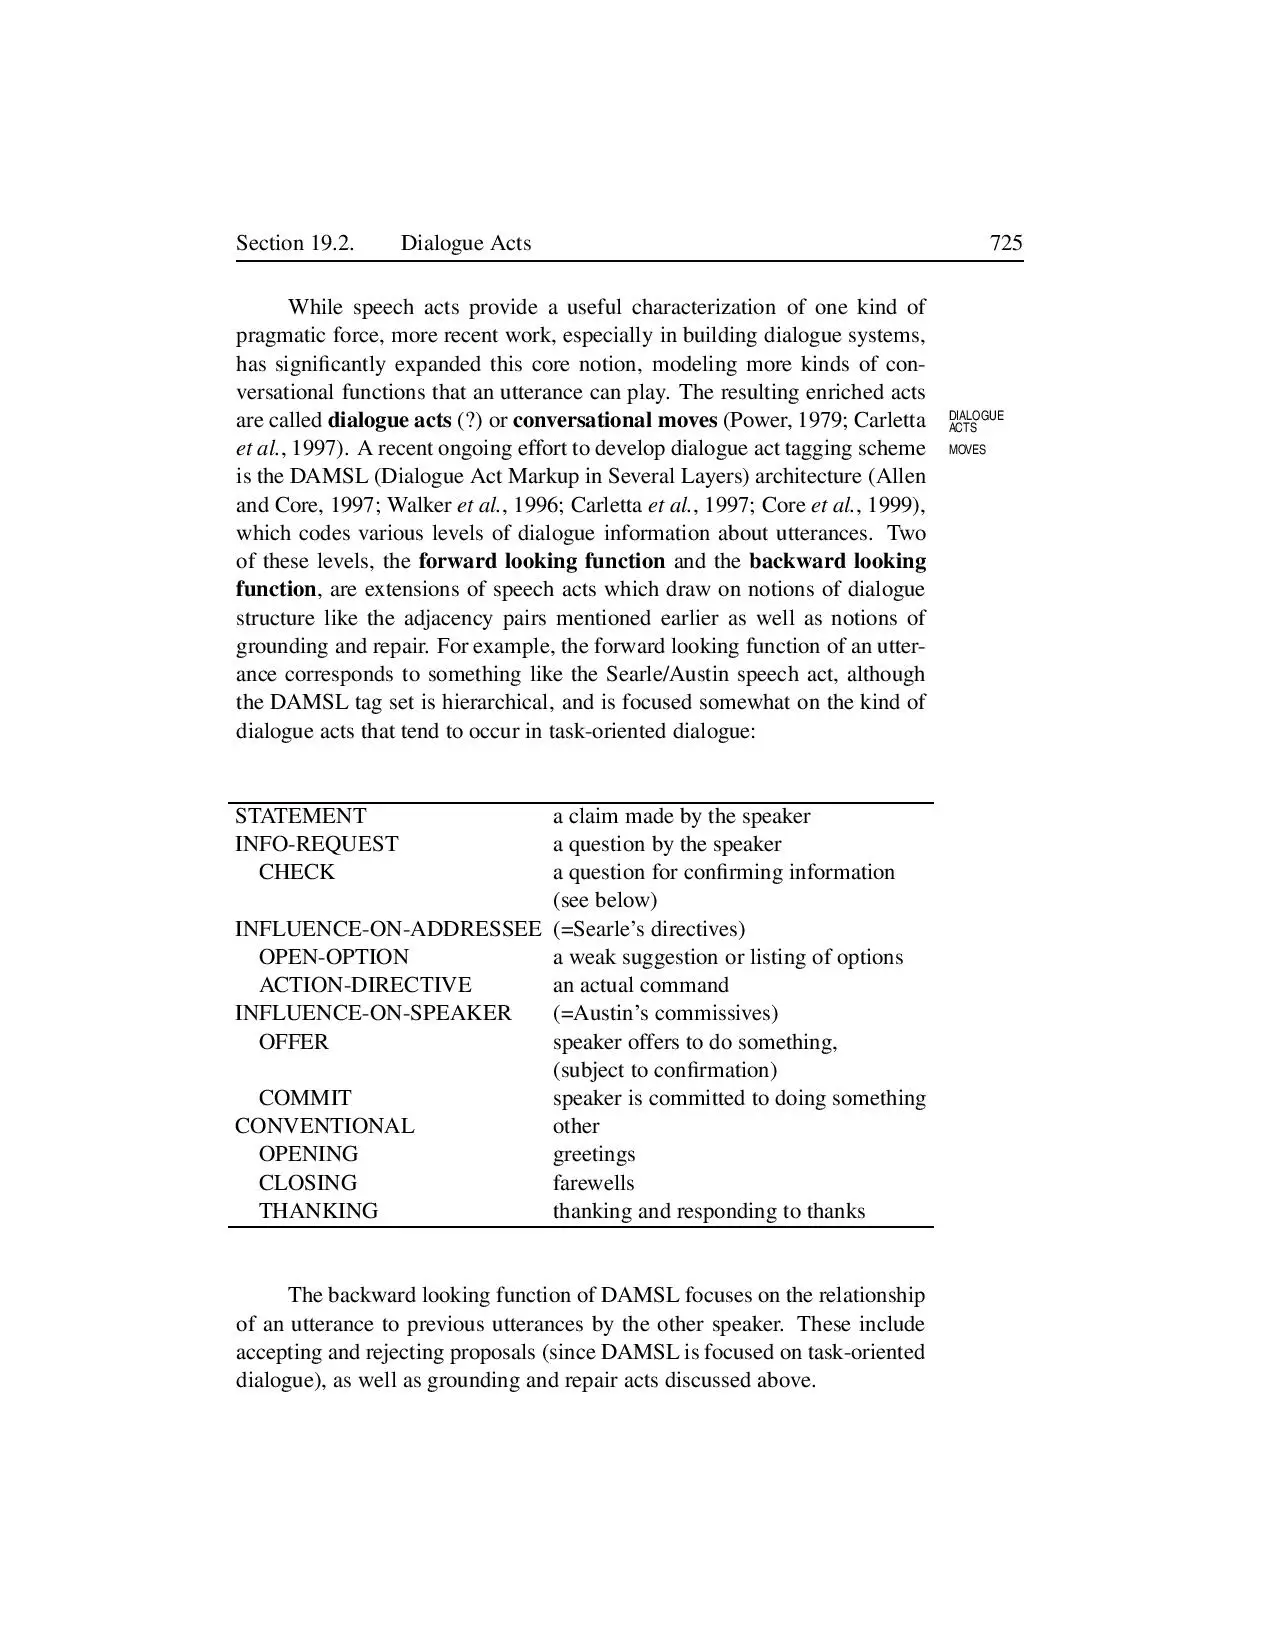 Section 19.2. Dialogue Acts 725
While speech acts provide a useful characterization of one kind of
pragmatic force, more recent work, especially in building dialogue systems,
has significantly expanded this core notion, modeling more kinds of con-
versational functions that an utterance can play. The resulting enriched acts
are called dialogue acts (?) or conversational moves (Power, 1979; Carletta
DIALOGUE
ACTS
et al., 1997). A recent ongoing effort to develop dialogue act tagging scheme
MOVES
is the DAMSL (Dialogue Act Markup in Several Layers) architecture (Allen
and Core, 1997; Walker et al., 1996; Carletta et al., 1997; Core et al., 1999),
which codes various levels of dialogue information about utterances. Two
of these levels, the forward looking function and the backward looking
function, are extensions of speech acts which draw on notions of dialogue
structure like the adjacency pairs mentioned earlier as well as notions of
grounding and repair. For example, the forward looking function of an utter-
ance corresponds to something like the Searle/Austin speech act, although
the DAMSL tag set is hierarchical, and is focused somewhat on the kind of
dialogue acts that tend to occur in task-oriented dialogue:
STATEMENT a claim made by the speaker
INFO-REQUEST a question by the speaker
CHECK a question for confirming information
(see below)
INFLUENCE-ON-ADDRESSEE (=Searle's directives)
OPEN-OPTION a weak suggestion or listing of options
ACTION-DIRECTIVE an actual command
INFLUENCE-ON-SPEAKER (=Austin's commissives)
OFFER speaker offers to do something,
(subject to confirmation)
COMMIT speaker is committed to doing something
CONVENTIONAL other
OPENING greetings
CLOSING farewells
THANKING thanking and responding to thanks
The backward looking function of DAMSL focuses on the relationship
of an utterance to previous utterances by the other speaker. These include
accepting and rejecting proposals (since DAMSL is focused on task-oriented
dialogue), as well as grounding and repair acts discussed above.